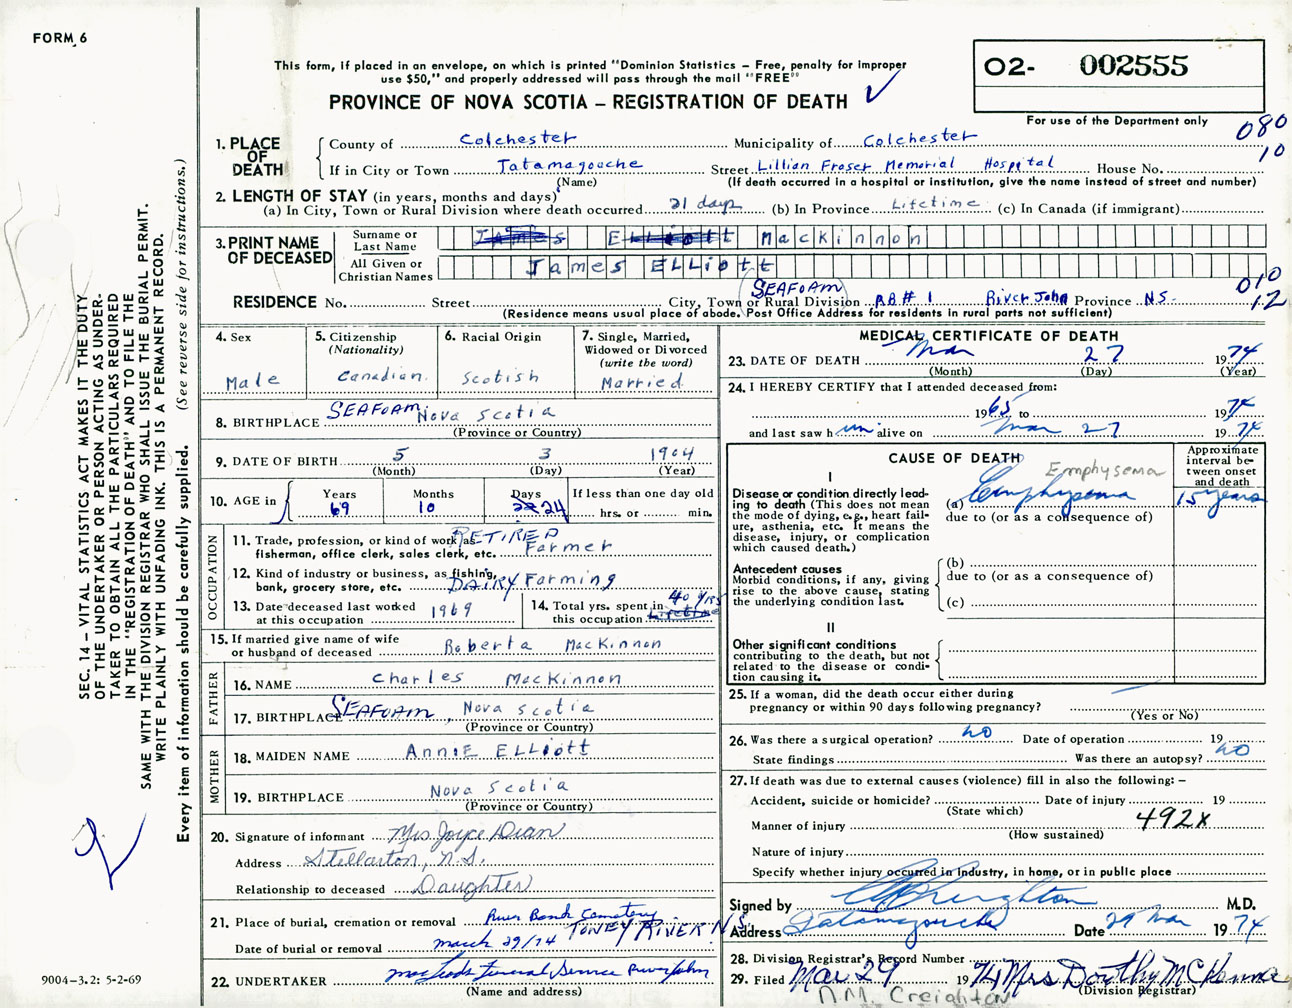 FORM 6
This form, if placed in an envelope, on which is printed "Dominion Statistics – Free, penalty for improper
use $50," and properly addressed will pass through the mail "FREE"
PROVINCE OF NOVA SCOTIA – REGISTRATION OF DEATH
02- 002555
For use of the Department only
080
10
SEC. 14 – VITAL STATISTICS ACT MAKES IT THE DUTY
OF THE UNDERTAKER OR PERSON ACTING AS UNDER-
TAKER TO OBTAIN ALL THE PARTICULARS REQUIRED
IN THE "REGISTRATION OF DEATH" AND TO FILE THE
SAME WITH THE DIVISION REGISTRAR WHO SHALL ISSUE THE BURIAL PERMIT.
WRITE PLAINLY WITH UNFADING INK. THIS IS A PERMANENT RECORD.
Every item of information should be carefully supplied. (See reverse side for instructions.)
1. PLACE OF DEATH
County of Colchester Municipality of Colchester
If in City or Town Tatamagouche Street Lillian Fraser Memorial Hospital House No.
(Name) (If death occurred in a hospital or institution, give the name instead of street and number)
2. LENGTH OF STAY (in years, months and days)
(a) In City, Town or Rural Division where death occurred 21 days (b) In Province Lifetime (c) In Canada (if immigrant)
3. PRINT NAME OF DECEASED
Surname or Last Name James Elliott MacKinnon
All Given or Christian Names James ELLiott
010
12
SEAFOAM
RESIDENCE No. Street City, Town or Rural Division RR# 1 River John Province N.S.
(Residence means usual place of abode. Post Office Address for residents in rural parts not sufficient)
4. Sex Male
5. Citizenship (Nationality) Canadian
6. Racial Origin Scotish
7. Single, Married, Widowed or Divorced (write the word) Married
8. BIRTHPLACE SEAFOAM, Nova Scotia
(Province or Country)
9. DATE OF BIRTH 5 3 1904
(Month) (Day) (Year)
10. AGE in Years 69 Months 10 Days 24 If less than one day old hrs. or min.
OCCUPATION
11. Trade, profession, or kind of work as fisherman, office clerk, sales clerk, etc. RETIRED Farmer
12. Kind of industry or business, as fishing, bank, grocery store, etc. DAIRY Farming
13. Date deceased last worked at this occupation 1969
14. Total yrs. spent in this occupation 40 yrs Lifetime
15. If married give name of wife or husband of deceased Roberta MacKinnon
FATHER
16. NAME Charles MacKinnon
17. BIRTHPLACE SEAFOAM, Nova Scotia
(Province or Country)
MOTHER
18. MAIDEN NAME Annie ELLiott
19. BIRTHPLACE Nova Scotia
(Province or Country)
20. Signature of informant Mrs Joyce Dean
Address Stellarton, N.S.
Relationship to deceased Daughter
21. Place of burial, cremation or removal River Bank Cemetery
TONEY RIVER N.S.
Date of burial or removal March 29/74
22. UNDERTAKER MacLeods Funeral Service River John
(Name and address)
MEDICAL CERTIFICATE OF DEATH
23. DATE OF DEATH Mar 27 1974
(Month) (Day) (Year)
24. I HEREBY CERTIFY that I attended deceased from:
1965 to 1974
and last saw him alive on Mar 27 1974
CAUSE OF DEATH
Approximate interval between onset and death
I
Emphysema
Disease or condition directly lead-
ing to death (This does not mean
the mode of dying, e.g., heart fail-
ure, asthenia, etc. It means the
disease, injury, or complication
which caused death.)
(a) Emphysema 15 years
due to (or as a consequence of)
Antecedent causes
Morbid conditions, if any, giving
rise to the above cause, stating
the underlying condition last.
(b)
due to (or as a consequence of)
(c)
II
Other significant conditions
contributing to the death, but not
related to the disease or condi-
tion causing it.
25. If a woman, did the death occur either during
pregnancy or within 90 days following pregnancy?
(Yes or No)
26. Was there a surgical operation? no Date of operation 19
State findings Was there an autopsy? no
27. If death was due to external causes (violence) fill in also the following: –
Accident, suicide or homicide? Date of injury 19
(State which)
Manner of injury 492x
(How sustained)
Nature of injury
Specify whether injury occurred in industry, in home, or in public place
Signed by Creighton M.D.
Address Tatamagouche Date 29 Mar 1974
28. Division Registrar's Record Number
29. Filed Mar 29 1974 Mrs Dorothy McKenna
(Division Registrar)
D.M. Creighton
9004-3.2: 5-2-69